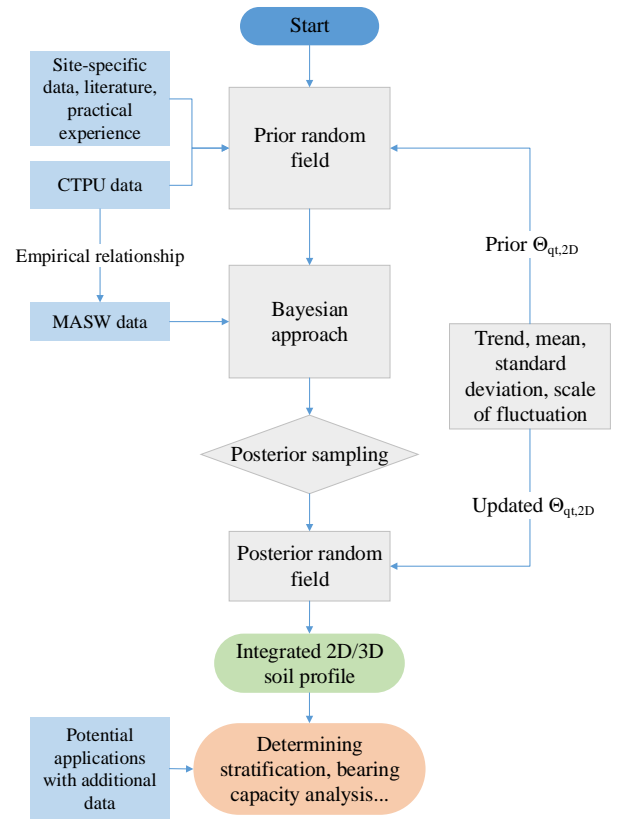 Start
Site-specific
data, literature,
practical
experience
Prior random
field
CTPU data
Prior Θqt,2D
Empirical relationship
MASW data
Bayesian
approach
Trend, mean,
standard
deviation, scale
of fluctuation
Posterior sampling
Updated Θqt,2D
Posterior random
field
Integrated 2D/3D
soil profile
Potential
applications
with additional
data
Determining
stratification, bearing
capacity analysis...